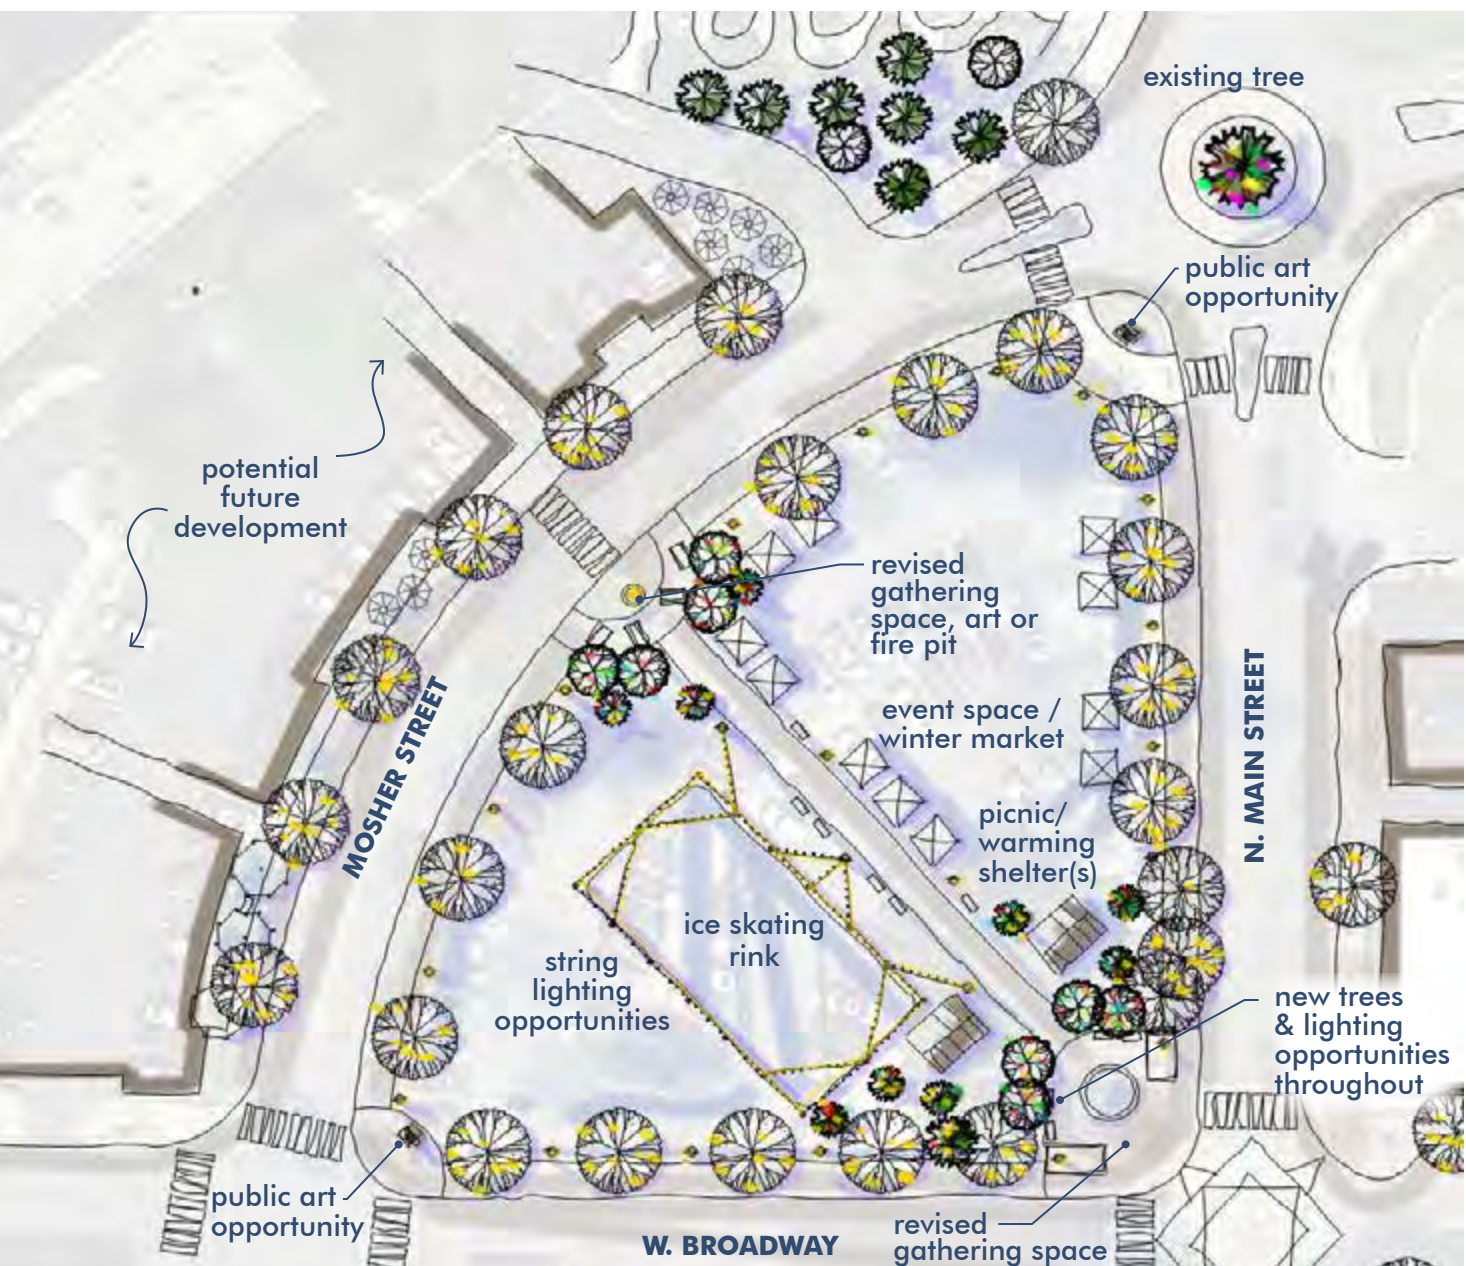 existing tree
public art
opportunity
potential
future
development
revised
gathering
space, art or
fire pit
MOSHER STREET
event space /
winter market
N. MAIN STREET
picnic/
warming
shelter(s)
ice skating
rink
string
lighting
opportunities
new trees
& lighting
opportunities
throughout
public art
opportunity
revised
gathering space
W. BROADWAY